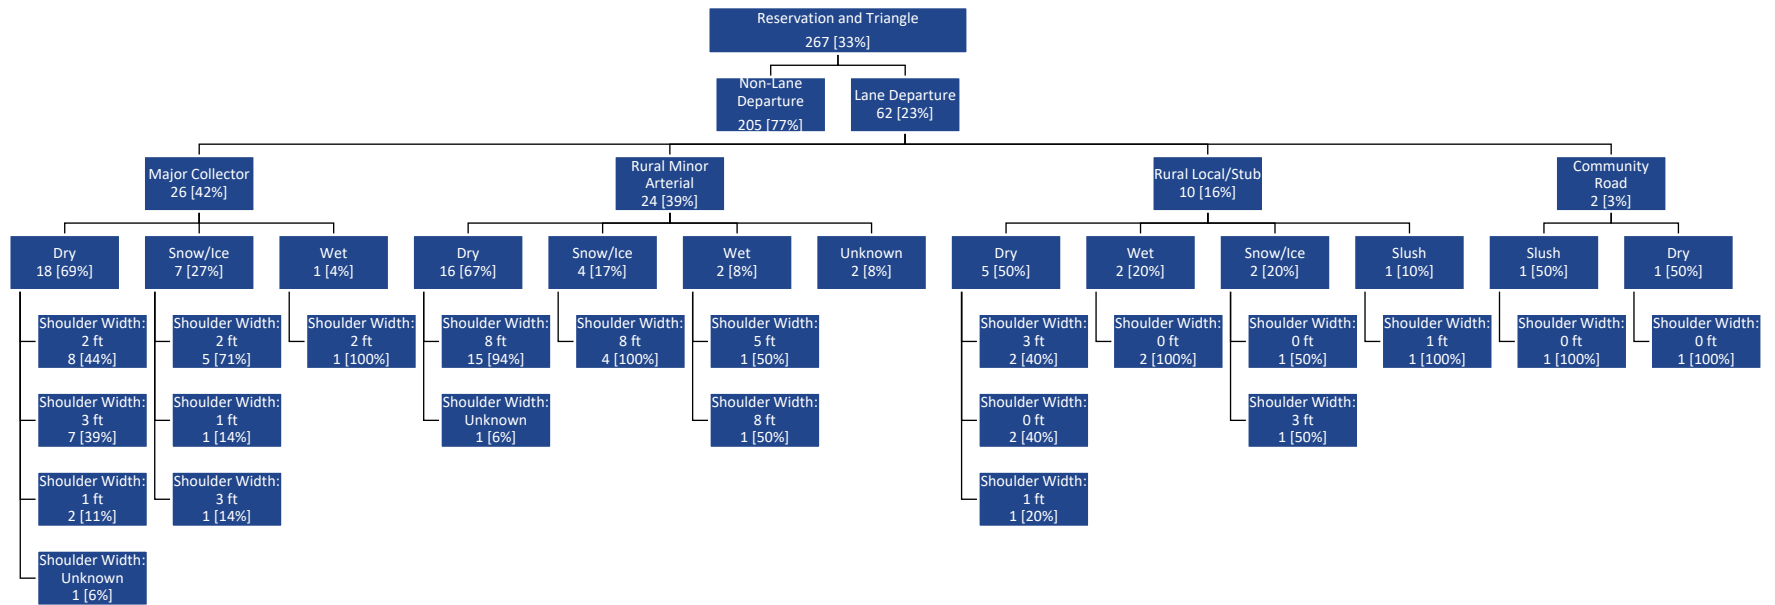 Reservation and Triangle
267 [33%]
Non-Lane
Departure
205 [77%]
Lane Departure
62 [23%]
Major Collector
26 [42%]
Rural Minor
Arterial
24 [39%]
Rural Local/Stub
10 [16%]
Community
Road
2 [3%]
Dry
18 [69%]
Snow/Ice
7 [27%]
Wet
1 [4%]
Dry
16 [67%]
Snow/Ice
4 [17%]
Wet
2 [8%]
Unknown
2 [8%]
Dry
5 [50%]
Wet
2 [20%]
Snow/Ice
2 [20%]
Slush
1 [10%]
Slush
1 [50%]
Dry
1 [50%]
Shoulder Width:
2 ft
8 [44%]
Shoulder Width:
2 ft
5 [71%]
Shoulder Width:
2 ft
1 [100%]
Shoulder Width:
8 ft
15 [94%]
Shoulder Width:
8 ft
4 [100%]
Shoulder Width:
5 ft
1 [50%]
Shoulder Width:
3 ft
2 [40%]
Shoulder Width:
0 ft
2 [100%]
Shoulder Width:
0 ft
1 [50%]
Shoulder Width:
1 ft
1 [100%]
Shoulder Width:
0 ft
1 [100%]
Shoulder Width:
0 ft
1 [100%]
Shoulder Width:
3 ft
7 [39%]
Shoulder Width:
1 ft
1 [14%]
Shoulder Width:
Unknown
1 [6%]
Shoulder Width:
8 ft
1 [50%]
Shoulder Width:
0 ft
2 [40%]
Shoulder Width:
3 ft
1 [50%]
Shoulder Width:
1 ft
2 [11%]
Shoulder Width:
3 ft
1 [14%]
Shoulder Width:
1 ft
1 [20%]
Shoulder Width:
Unknown
1 [6%]